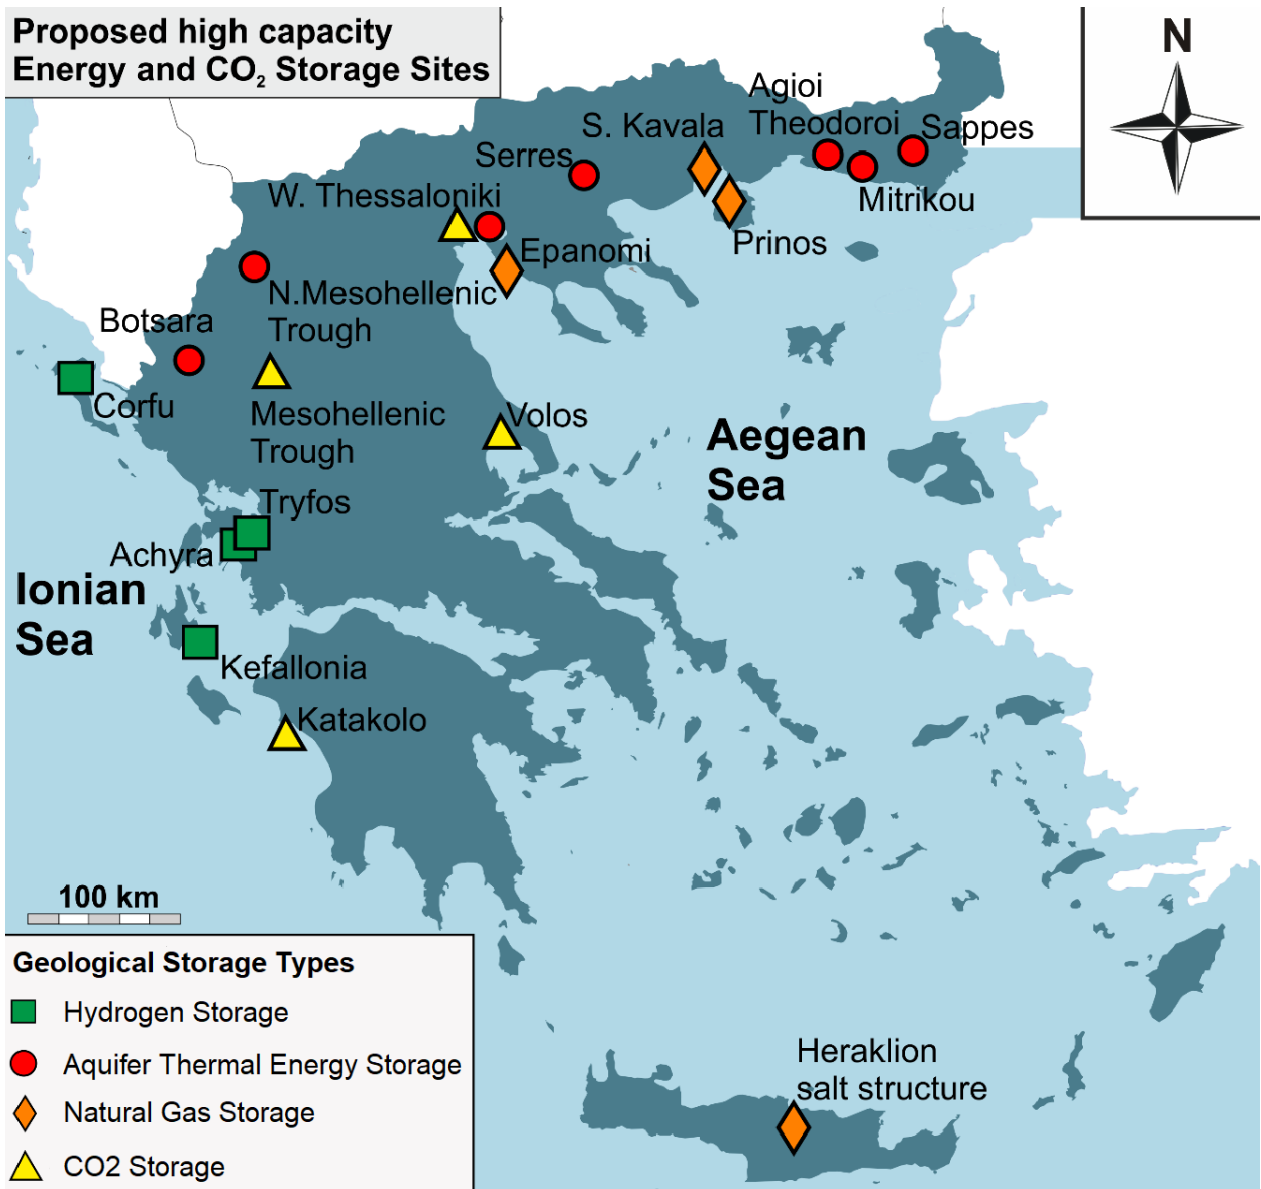 Proposed high capacity
Energy and CO₂ Storage Sites
N
Agioi
Theodoroi
S. Kavala
Sappes
Serres
W. Thessaloniki
Mitrikou
Prinos
Epanomi
N.Mesohellenic
Trough
Botsara
Corfu
Mesohellenic
Trough
Volos
Aegean
Sea
Tryfos
Achyra
Ionian
Sea
Kefallonia
Katakolo
100 km
Geological Storage Types
Hydrogen Storage
Aquifer Thermal Energy Storage
Natural Gas Storage
CO2 Storage
Heraklion
salt structure